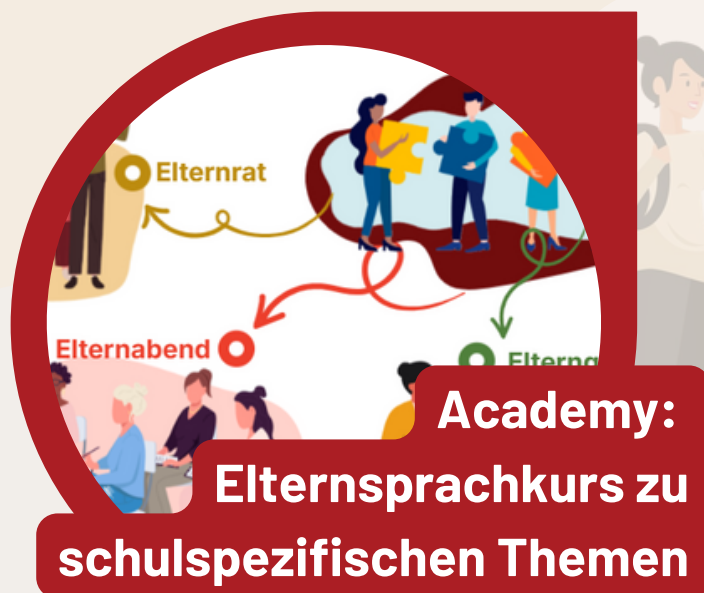 Elternrat
Elternabend
Academy:
Elternsprachkurs zu
schulspezifischen Themen